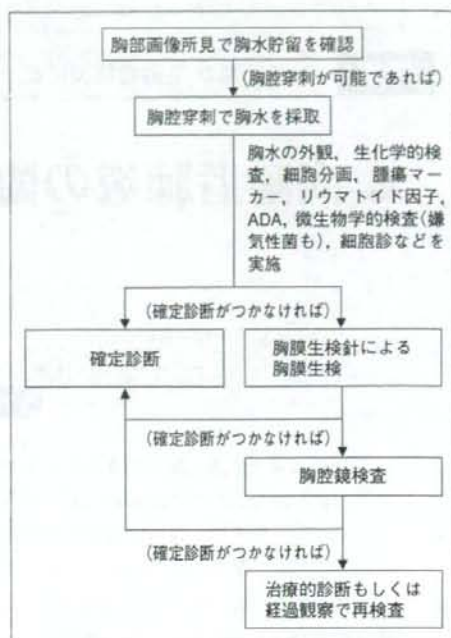 胸部画像所見で胸水貯留を確認
(胸腔穿刺が可能であれば)
胸腔穿刺で胸水を採取
胸水の外観，生化学的検
査，細胞分画，腫瘍マー
カー，リウマトイド因子，
ADA，微生物学的検査(嫌
気性菌も)，細胞診などを
実施
(確定診断がつかなければ)
確定診断
胸膜生検針による
胸膜生検
(確定診断がつかなければ)
胸腔鏡検査
(確定診断がつかなければ)
治療的診断もしくは
経過観察で再検査